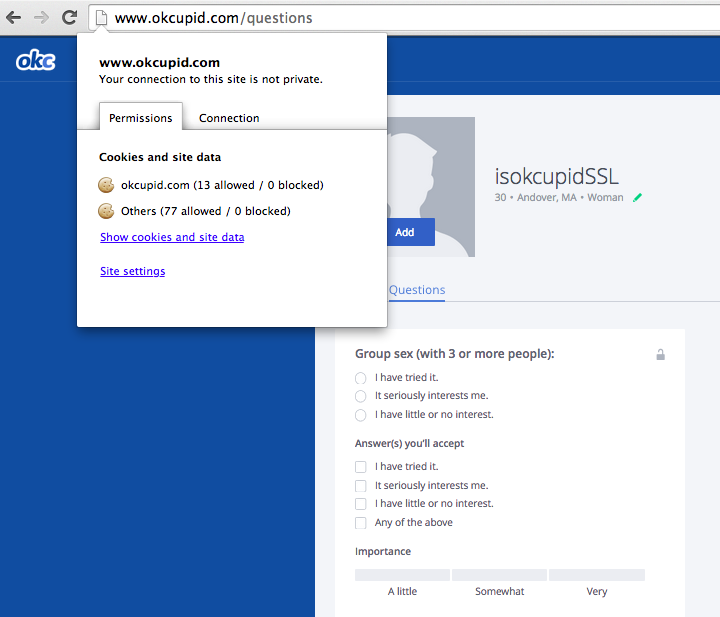 www.okcupid.com/questions
okc
www.okcupid.com
Your connection to this site is not private.
Permissions
Connection
Cookies and site data
okcupid.com (13 allowed / 0 blocked)
Others (77 allowed / 0 blocked)
Show cookies and site data
Site settings
Add
isokcupidSSL
30 • Andover, MA • Woman
Questions
Group sex (with 3 or more people):
I have tried it.
It seriously interests me.
I have little or no interest.
Answer(s) you'll accept
I have tried it.
It seriously interests me.
I have little or no interest.
Any of the above
Importance
A little Somewhat Very